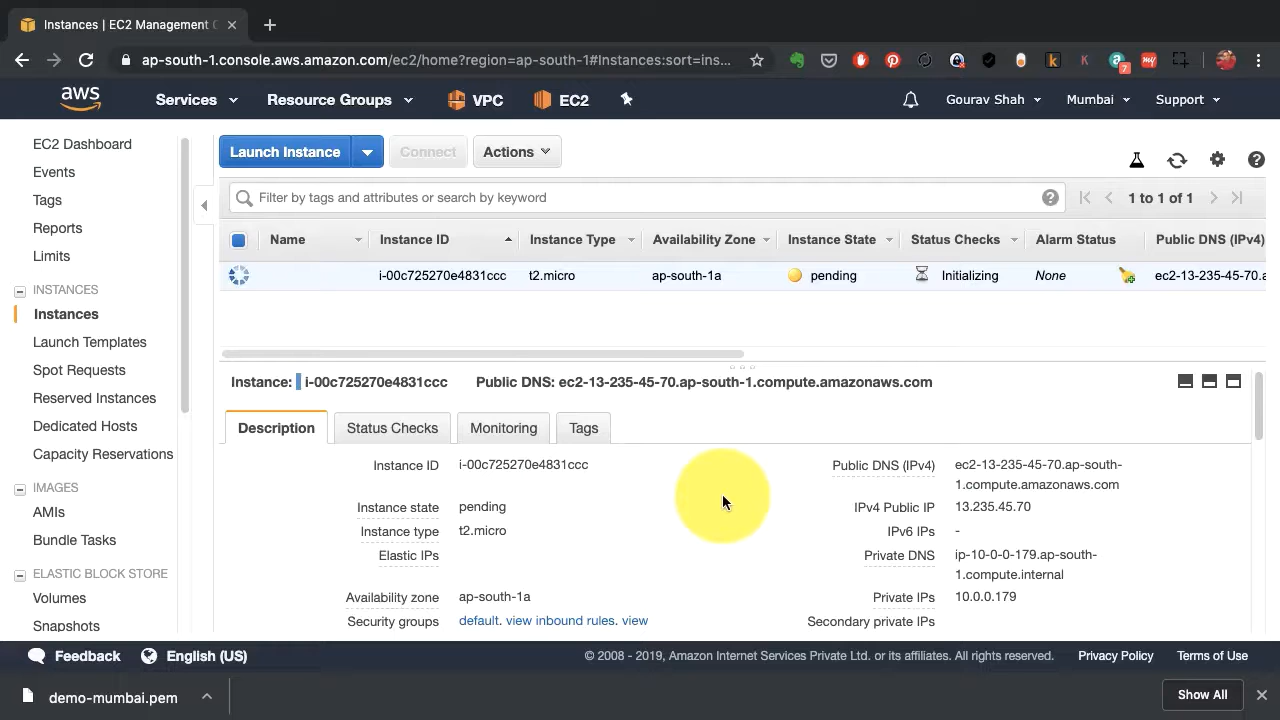 Instances | EC2 Management
ap-south-1.console.aws.amazon.com/ec2/home?region=ap-south-1#Instances:sort=ins...
7
aws
Services
Resource Groups
VPC
EC2
Gourav Shah
Mumbai
Support
EC2 Dashboard
Events
Tags
Reports
Limits
INSTANCES
Instances
Launch Templates
Spot Requests
Reserved Instances
Dedicated Hosts
Capacity Reservations
IMAGES
AMIs
Bundle Tasks
ELASTIC BLOCK STORE
Volumes
Snapshots
Launch Instance
Connect
Actions
Filter by tags and attributes or search by keyword
1 to 1 of 1
Name Instance ID Instance Type Availability Zone Instance State Status Checks Alarm Status Public DNS (IPv4)
i-00c725270e4831ccc t2.micro ap-south-1a pending Initializing None ec2-13-235-45-70.a
Instance: i-00c725270e4831ccc Public DNS: ec2-13-235-45-70.ap-south-1.compute.amazonaws.com
Description
Status Checks
Monitoring
Tags
Instance ID i-00c725270e4831ccc
Instance state pending
Instance type t2.micro
Elastic IPs
Availability zone ap-south-1a
Security groups default. view inbound rules. view
Public DNS (IPv4) ec2-13-235-45-70.ap-south-
1.compute.amazonaws.com
IPv4 Public IP 13.235.45.70
IPv6 IPs -
Private DNS ip-10-0-0-179.ap-south-
1.compute.internal
Private IPs 10.0.0.179
Secondary private IPs
Feedback
English (US)
© 2008 - 2019, Amazon Internet Services Private Ltd. or its affiliates. All rights reserved.
Privacy Policy
Terms of Use
demo-mumbai.pem
Show All